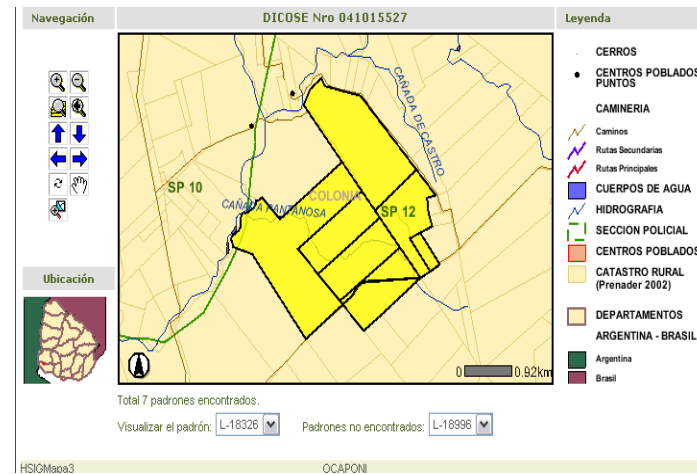 Navegación
DICOSE Nro 041015527
Leyenda
CAÑADA DE CASTRO
SP 10
COLONIA
CAÑADA PANTANOSA
SP 12
0
0.92km
Ubicación
CERROS
CENTROS POBLADOS
PUNTOS
CAMINERIA
Caminos
Rutas Secundarias
Rutas Principales
CUERPOS DE AGUA
HIDROGRAFIA
SECCION POLICIAL
CENTROS POBLADOS
CATASTRO RURAL
(Prenader 2002)
DEPARTAMENTOS
ARGENTINA - BRASIL
Argentina
Brasil
Total 7 padrones encontrados.
Visualizar el padrón: L-18326 Padrones no encontrados: L-18996
HSIGMapa3
OCAPONI